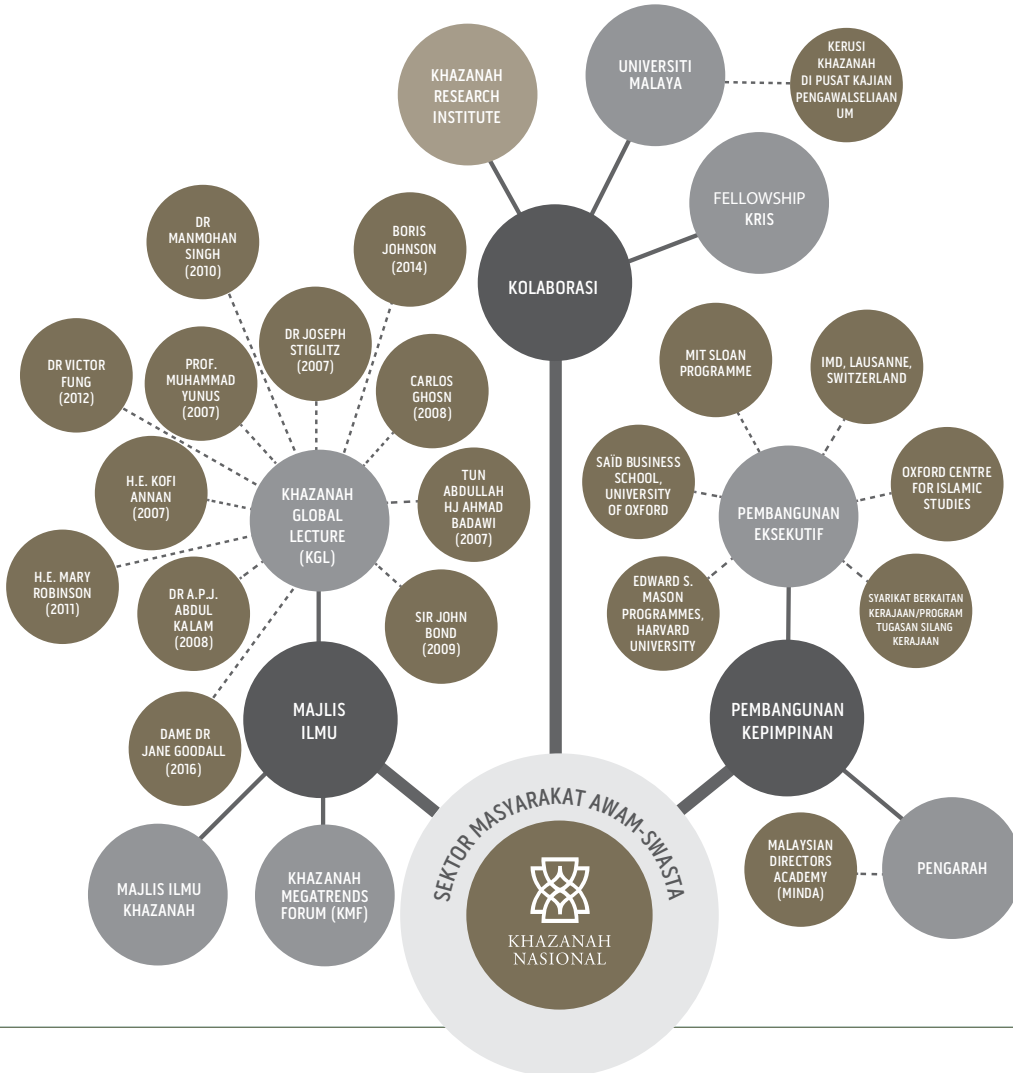 KHAZANAH
RESEARCH
INSTITUTE
UNIVERSITI
MALAYA
KERUSI
KHAZANAH
DI PUSAT KAJIAN
PENGAWALSELIAAN
UM
FELLOWSHIP
KRIS
KOLABORASI
DR
MANMOHAN
SINGH
(2010)
BORIS
JOHNSON
(2014)
DR JOSEPH
STIGLITZ
(2007)
DR VICTOR
FUNG
(2012)
PROF.
MUHAMMAD
YUNUS
(2007)
CARLOS
GHOSN
(2008)
H.E. KOFI
ANNAN
(2007)
KHAZANAH
GLOBAL
LECTURE
(KGL)
TUN
ABDULLAH
HJ AHMAD
BADAWI
(2007)
H.E. MARY
ROBINSON
(2011)
DR A.P.J.
ABDUL
KALAM
(2008)
SIR JOHN
BOND
(2009)
DAME DR
JANE GOODALL
(2016)
MAJLIS
ILMU
MAJLIS ILMU
KHAZANAH
KHAZANAH
MEGATRENDS
FORUM (KMF)
MIT SLOAN
PROGRAMME
IMD, LAUSANNE,
SWITZERLAND
SAÏD BUSINESS
SCHOOL,
UNIVERSITY
OF OXFORD
PEMBANGUNAN
EKSEKUTIF
OXFORD CENTRE
FOR ISLAMIC
STUDIES
EDWARD S.
MASON
PROGRAMMES,
HARVARD
UNIVERSITY
SYARIKAT BERKAITAN
KERAJAAN/PROGRAM
TUGASAN SILANG
KERAJAAN
PEMBANGUNAN
KEPIMPINAN
MALAYSIAN
DIRECTORS
ACADEMY
(MINDA)
PENGARAH
SEKTOR MASYARAKAT AWAM-SWASTA
KHAZANAH
NASIONAL